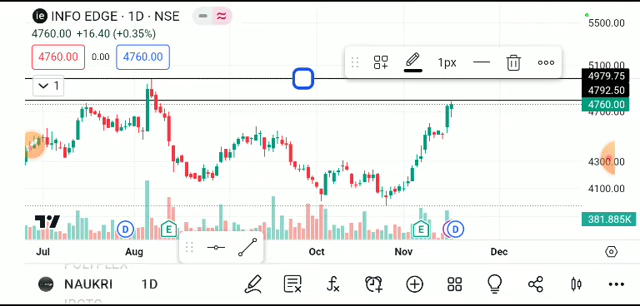 ie INFO EDGE · 1D · NSE
4760.00 +16.40 (+0.35%)
4760.00 0.00 4760.00
1
1px
5500.00
5100.00
4979.75
4792.50
4760.00
4300.00
4100.00
381.885K
D E E D
Jul Aug Oct Nov Dec
NAUKRI 1D